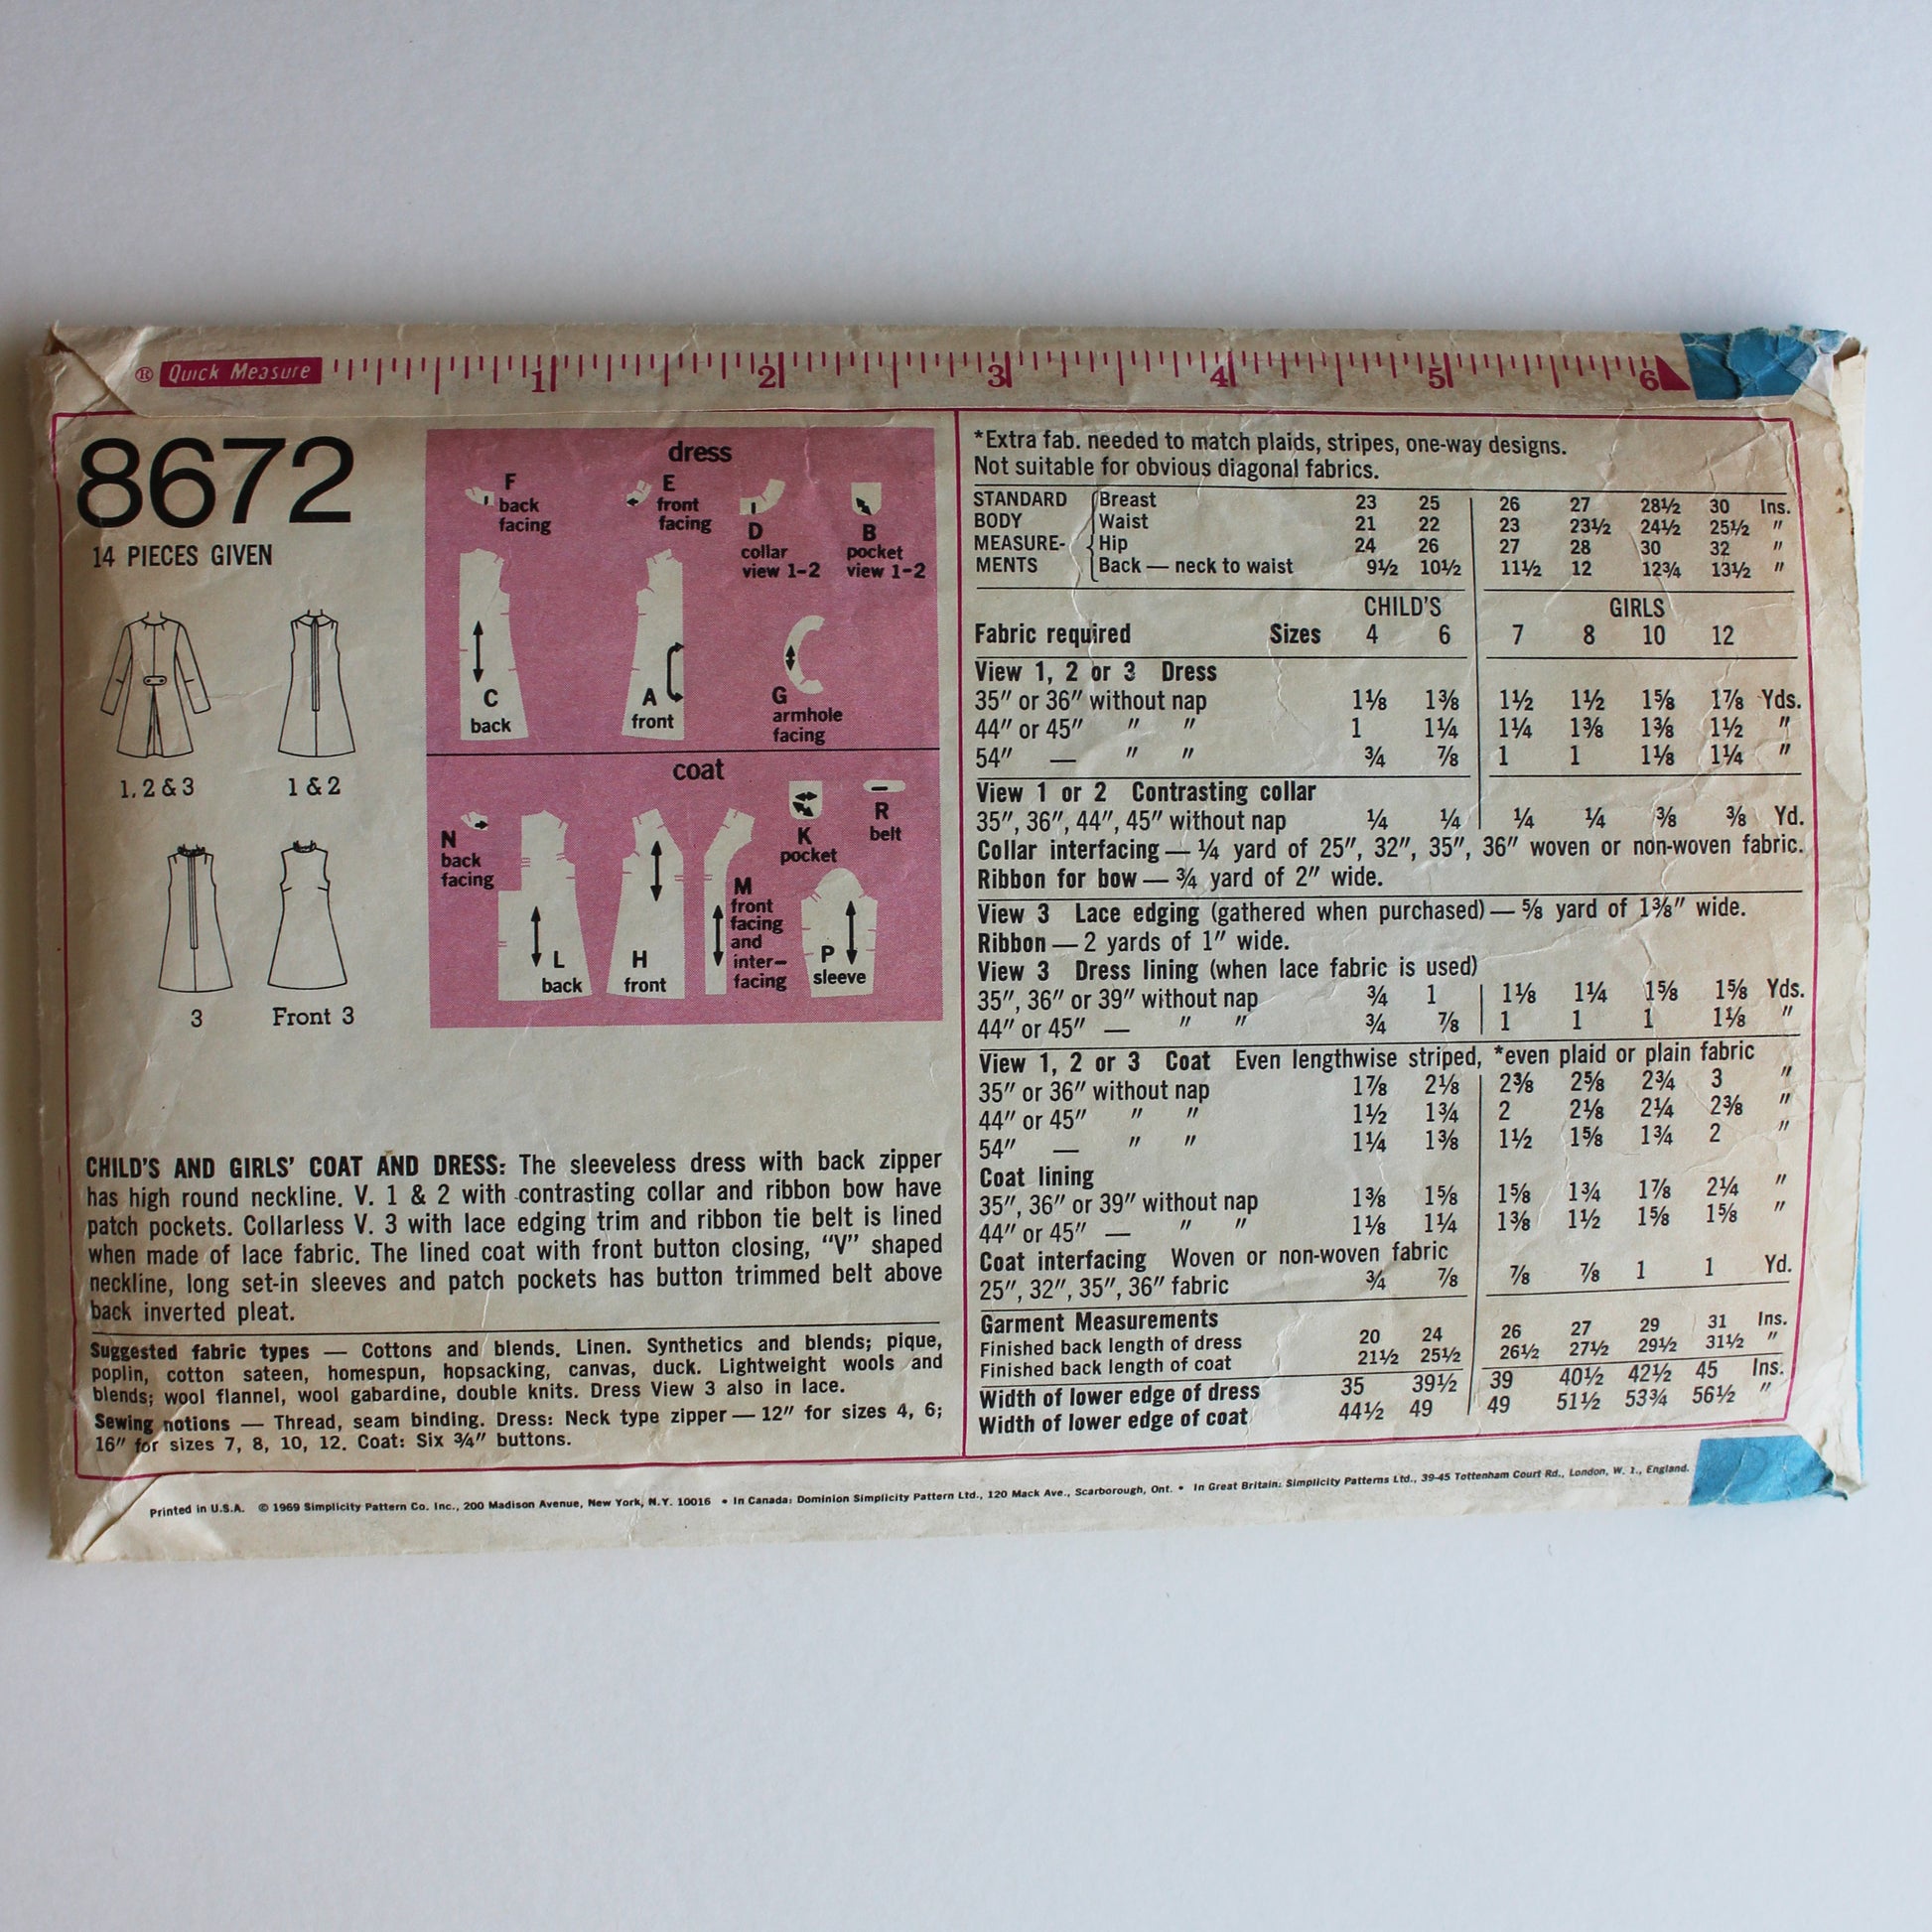 ® Quick Measure 1 2 3 4 5 6
8672
14 PIECES GIVEN
1, 2 & 3
1 & 2
3
Front 3
dress
F
back
facing
E
front
facing
D
collar
view 1-2
B
pocket
view 1-2
C
back
A
front
G
armhole
facing
coat
N
back
facing
L
back
H
front
M
front
facing
and
inter-
facing
K
pocket
R
belt
P
sleeve
CHILD'S AND GIRLS' COAT AND DRESS: The sleeveless dress with back zipper
has high round neckline. V. 1 & 2 with contrasting collar and ribbon bow have
patch pockets. Collarless V. 3 with lace edging trim and ribbon tie belt is lined
when made of lace fabric. The lined coat with front button closing, “V” shaped
neckline, long set-in sleeves and patch pockets has button trimmed belt above
back inverted pleat.
Suggested fabric types — Cottons and blends. Linen. Synthetics and blends; pique,
poplin, cotton sateen, homespun, hopsacking, canvas, duck. Lightweight wools and
blends; wool flannel, wool gabardine, double knits. Dress View 3 also in lace.
Sewing notions — Thread, seam binding. Dress: Neck type zipper — 12″ for sizes 4, 6;
16″ for sizes 7, 8, 10, 12. Coat: Six ¾″ buttons.
*Extra fab. needed to match plaids, stripes, one-way designs.
Not suitable for obvious diagonal fabrics.
STANDARD Breast 23 25 26 27 28½ 30 Ins.
BODY Waist 21 22 23 23½ 24½ 25½ ″
MEASURE- Hip 24 26 27 28 30 32 ″
MENTS Back — neck to waist 9½ 10½ 11½ 12 12¾ 13½ ″
CHILD'S GIRLS
Fabric required Sizes 4 6 7 8 10 12
View 1, 2 or 3 Dress
35″ or 36″ without nap 1⅛ 1⅜ 1½ 1½ 1⅝ 1⅞ Yds.
44″ or 45″ ″ ″ 1 1¼ 1¼ 1⅜ 1⅜ 1½ ″
54″ — ″ ″ ¾ ⅞ 1 1 1⅛ 1¼ ″
View 1 or 2 Contrasting collar
35″, 36″, 44″, 45″ without nap ¼ ¼ ¼ ¼ ⅜ ⅜ Yd.
Collar interfacing — ¼ yard of 25″, 32″, 35″, 36″ woven or non-woven fabric.
Ribbon for bow — ¾ yard of 2″ wide.
View 3 Lace edging (gathered when purchased) — ⅝ yard of 1⅜″ wide.
Ribbon — 2 yards of 1″ wide.
View 3 Dress lining (when lace fabric is used)
35″, 36″ or 39″ without nap ¾ 1 1⅛ 1¼ 1⅝ 1⅝ Yds.
44″ or 45″ — ″ ″ ¾ ⅞ 1 1 1 1⅛ ″
View 1, 2 or 3 Coat Even lengthwise striped, *even plaid or plain fabric
35″ or 36″ without nap 1⅞ 2⅛ 2⅜ 2⅝ 2¾ 3 ″
44″ or 45″ ″ ″ 1½ 1¾ 2 2⅛ 2¼ 2⅜ ″
54″ — ″ ″ 1¼ 1⅜ 1½ 1⅝ 1¾ 2 ″
Coat lining
35″, 36″ or 39″ without nap 1⅜ 1⅝ 1⅝ 1¾ 1⅞ 2¼ ″
44″ or 45″ — ″ ″ 1⅛ 1¼ 1⅜ 1½ 1⅝ 1⅝ ″
Coat interfacing Woven or non-woven fabric
25″, 32″, 35″, 36″ fabric ¾ ⅞ ⅞ ⅞ 1 1 Yd.
Garment Measurements
Finished back length of dress 20 24 26 27 29 31 Ins.
Finished back length of coat 21½ 25½ 26½ 27½ 29½ 31½ ″
Width of lower edge of dress 35 39½ 39 40½ 42½ 45 Ins.
Width of lower edge of coat 44½ 49 49 51½ 53¾ 56½ ″
Printed in U.S.A. © 1969 Simplicity Pattern Co. Inc., 200 Madison Avenue, New York, N.Y. 10016 • In Canada: Dominion Simplicity Pattern Ltd., 120 Mack Ave., Scarborough, Ont. • In Great Britain: Simplicity Patterns Ltd., 39-45 Tottenham Court Rd., London, W. 1., England.